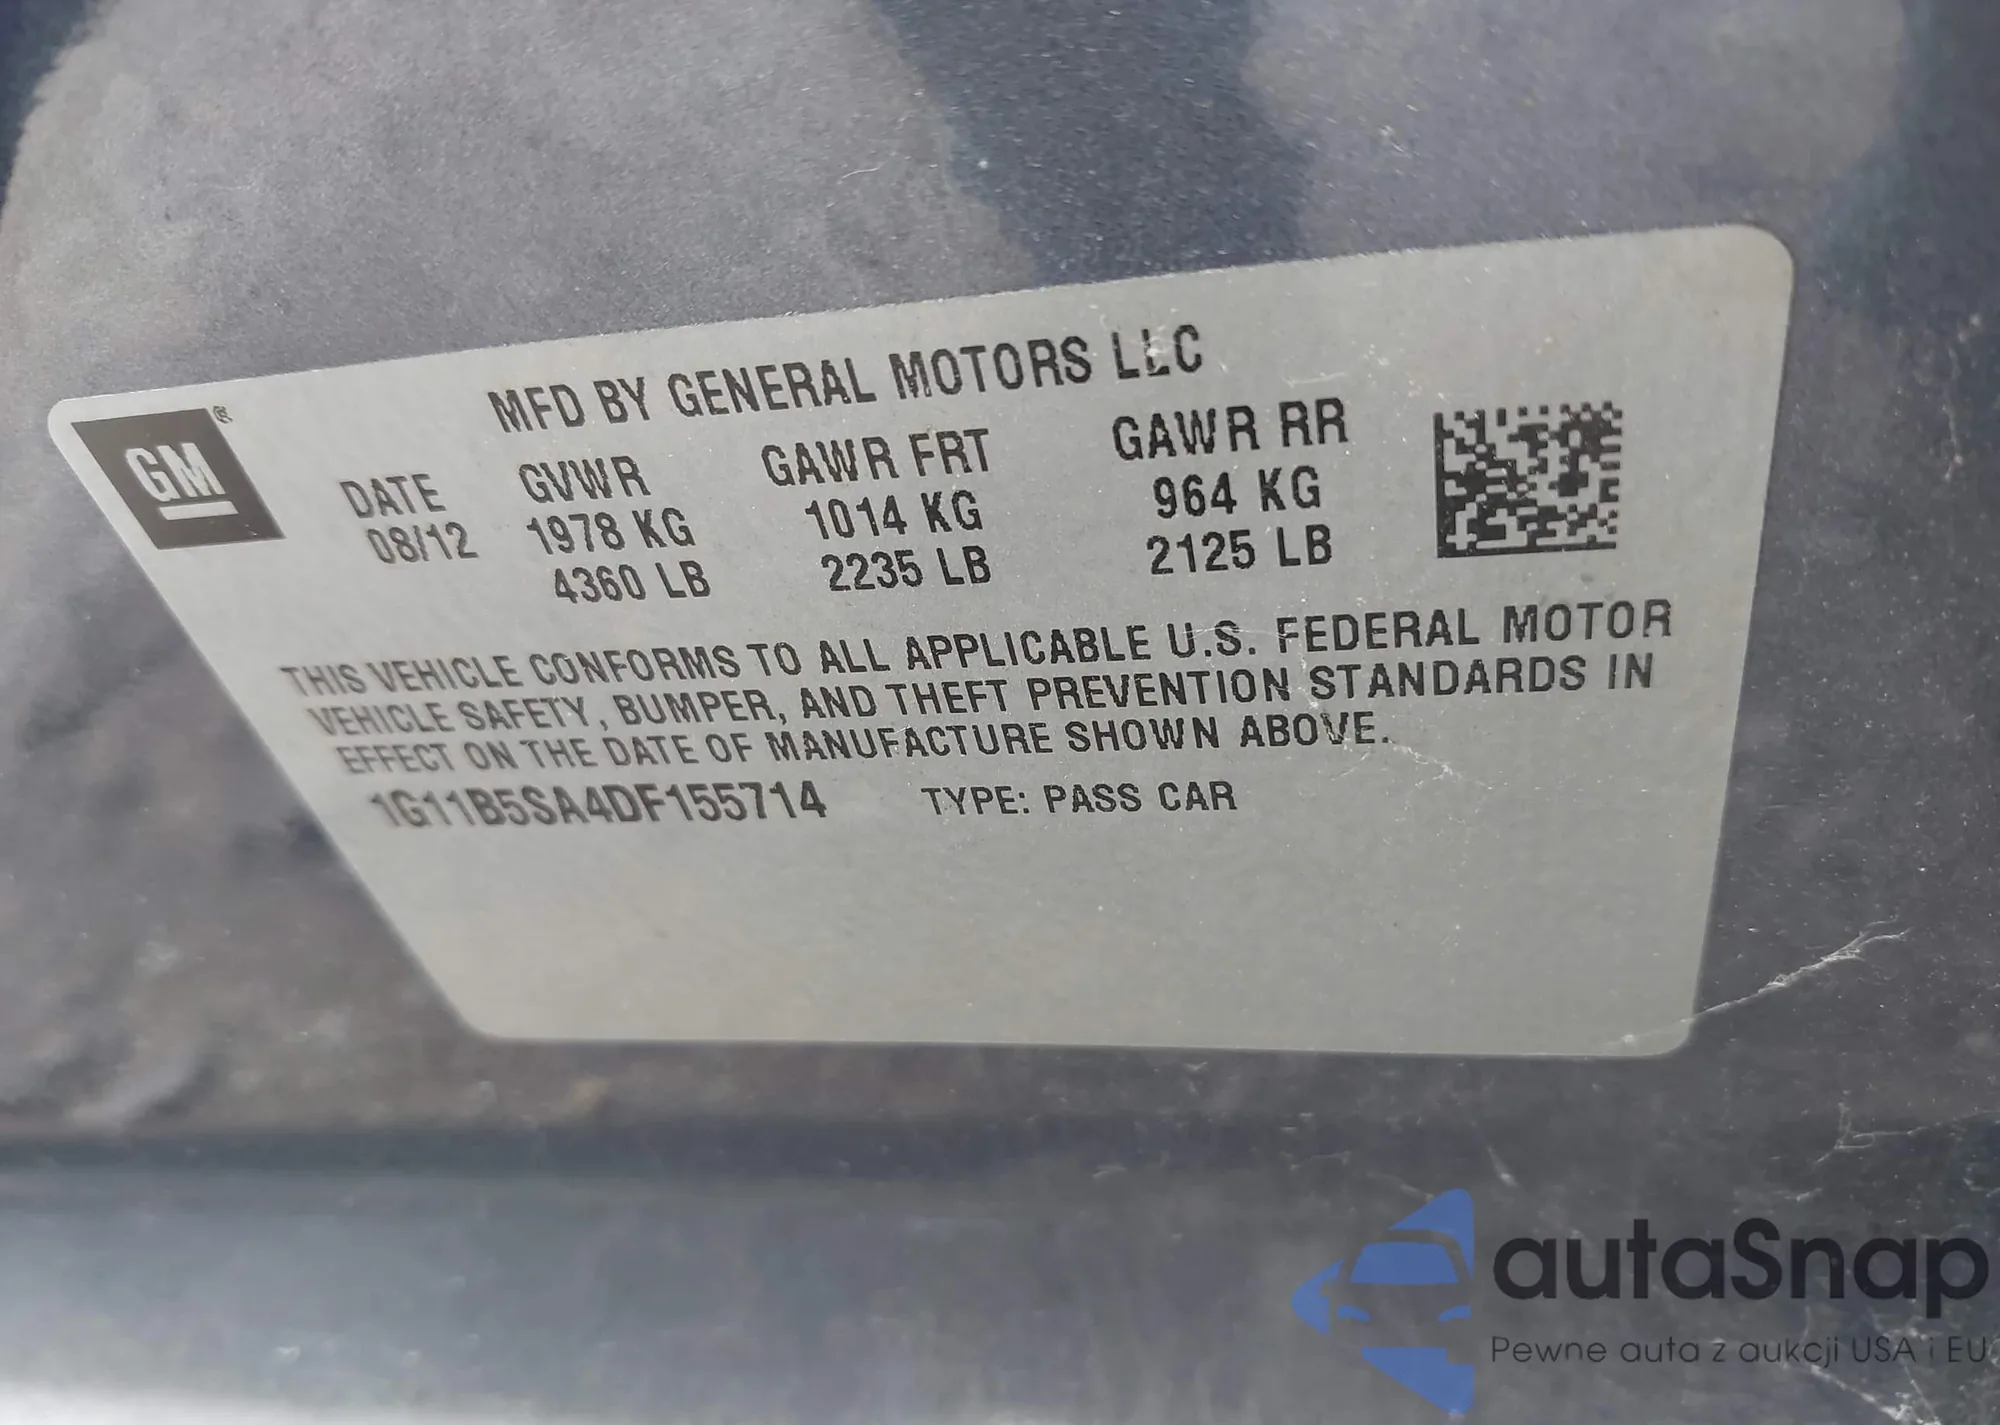 MFD BY GENERAL MOTORS LLC
GM®
DATE GVWR GAWR FRT GAWR RR
08/12 1978 KG 1014 KG 964 KG
4360 LB 2235 LB 2125 LB
THIS VEHICLE CONFORMS TO ALL APPLICABLE U.S. FEDERAL MOTOR
VEHICLE SAFETY, BUMPER, AND THEFT PREVENTION STANDARDS IN
EFFECT ON THE DATE OF MANUFACTURE SHOWN ABOVE.
1G11B5SA4DF155714 TYPE: PASS CAR
autaSnap
Pewne auta z aukcji USA i EU